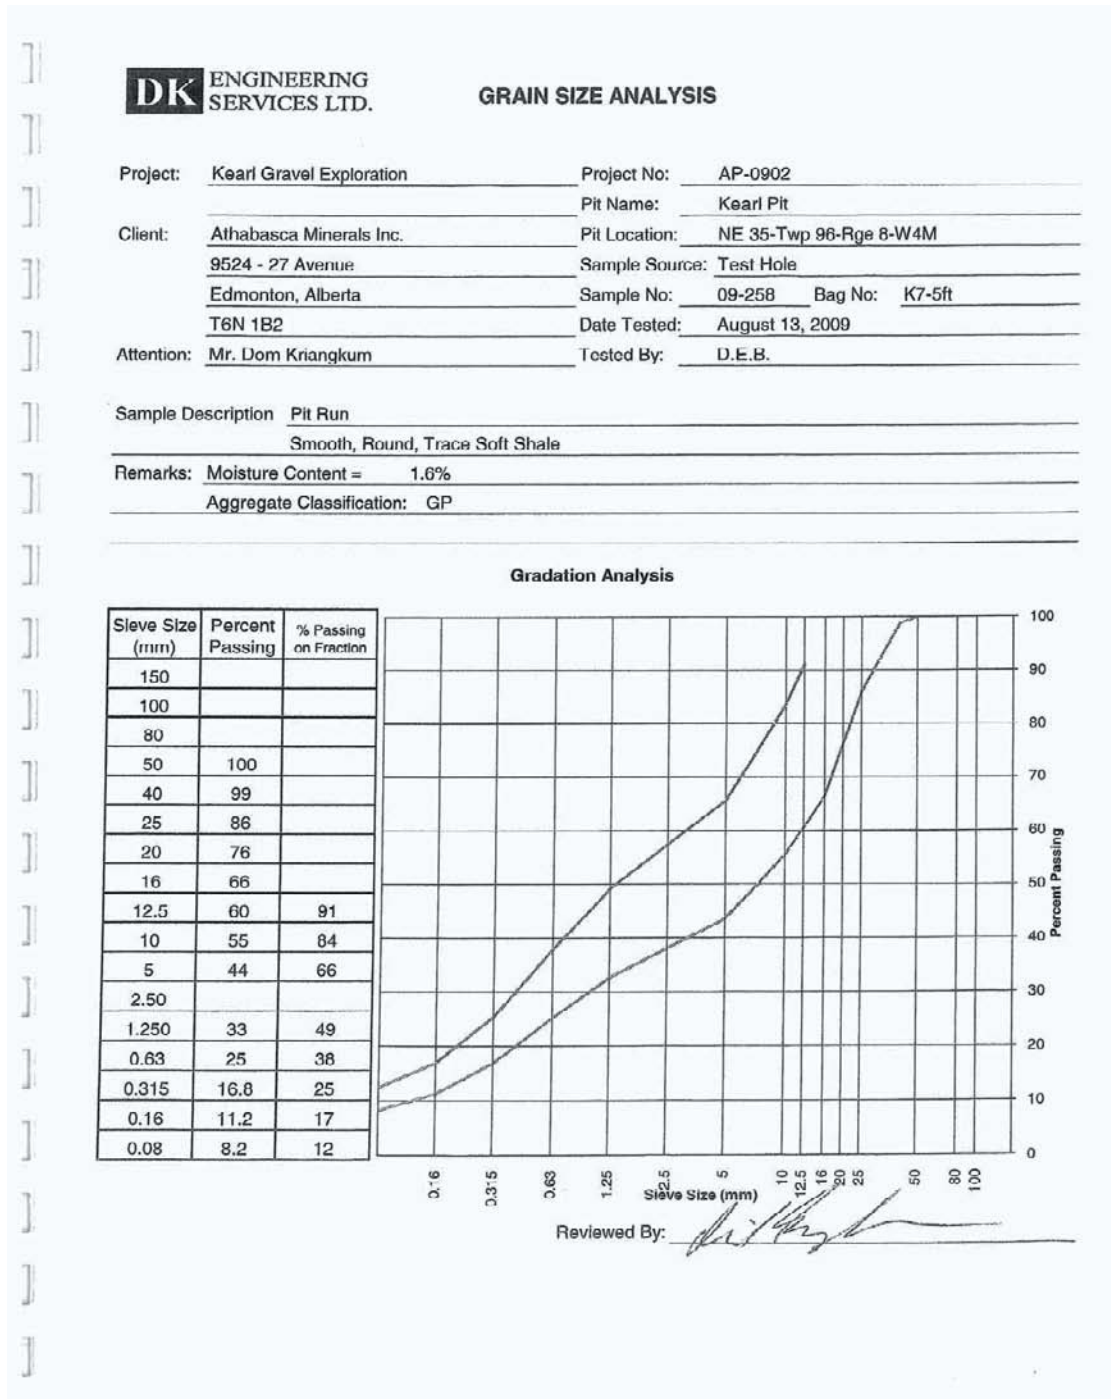 DK ENGINEERING
SERVICES LTD.
GRAIN SIZE ANALYSIS
Project: Kearl Gravel Exploration Project No: AP-0902
Pit Name: Kearl Pit
Client: Athabasca Minerals Inc. Pit Location: NE 35-Twp 96-Rge 8-W4M
9524 - 27 Avenue Sample Source: Test Hole
Edmonton, Alberta Sample No: 09-258 Bag No: K7-5ft
T6N 1B2 Date Tested: August 13, 2009
Attention: Mr. Dom Kriangkum Tested By: D.E.B.
Sample Description Pit Run
Smooth, Round, Trace Soft Shale
Remarks: Moisture Content = 1.6%
Aggregate Classification: GP
Gradation Analysis
Sieve Size (mm) Percent Passing % Passing on Fraction
150
100
80
50 100
40 99
25 86
20 76
16 66
12.5 60 91
10 55 84
5 44 66
2.50
1.250 33 49
0.63 25 38
0.315 16.8 25
0.16 11.2 17
0.08 8.2 12
100
90
80
70
60
50
40
30
20
10
0
Percent Passing
0.16 0.315 0.63 1.25 2.5 5 10 12.5 16 20 25 50 80 100
Sieve Size (mm)
Reviewed By: